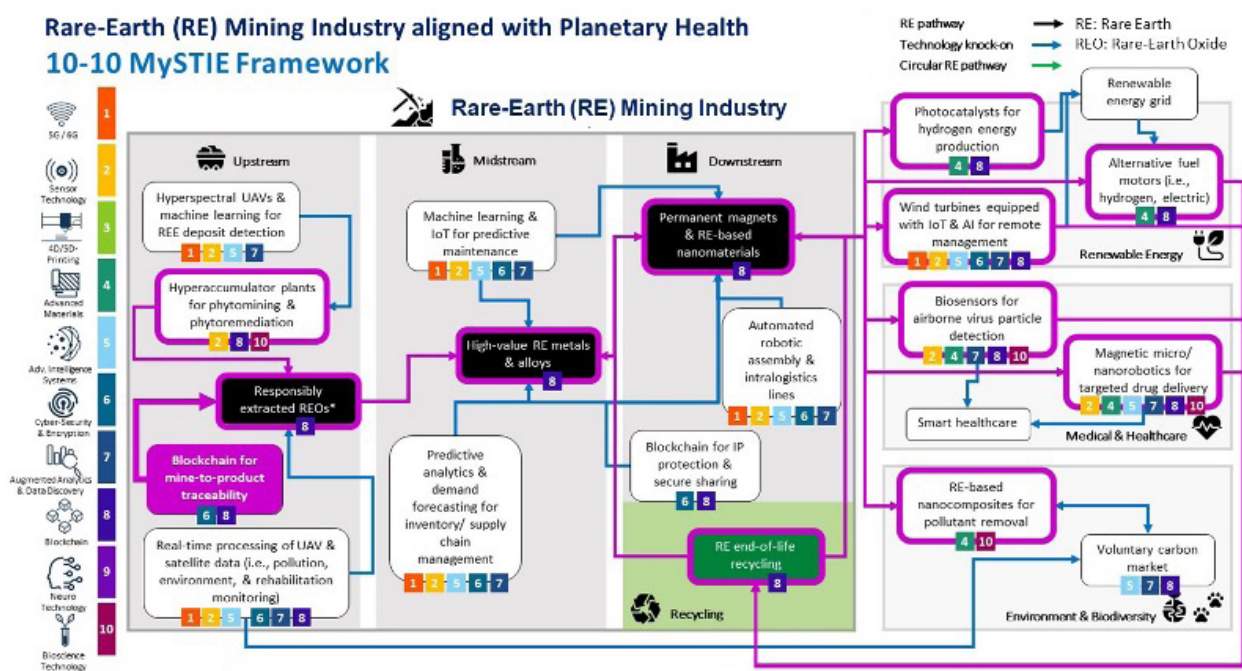 Rare-Earth (RE) Mining Industry aligned with Planetary Health
10-10 MySTIE Framework
RE pathway
Technology knock-on
Circular RE pathway
RE: Rare Earth
REO: Rare-Earth Oxide
1
5G / 6G
2
Sensor
Technology
3
4D/5D-
Printing
4
Advanced
Materials
5
Adv. Intelligence
Systems
6
Cyber-Security
& Encryption
7
Augmented Analytics
& Data Discovery
8
Blockchain
9
Neuro
Technology
10
Bioscience
Technology
Rare-Earth (RE) Mining Industry
Upstream
Hyperspectral UAVs &
machine learning for
REE deposit detection
1 2 5 7
Hyperaccumulator plants
for phytomining &
phytoremediation
2 8 10
Responsibly
extracted REOs*
8
Blockchain for
mine-to-product
traceability
6 8
Real-time processing of UAV &
satellite data (i.e., pollution,
environment, & rehabilitation
monitoring)
1 2 5 6 7 8
Midstream
Machine learning &
IoT for predictive
maintenance
1 2 5 6 7
High-value RE metals
& alloys
8
Predictive
analytics &
demand
forecasting for
inventory/ supply
chain
management
1 2 5 6 7
Downstream
Permanent magnets
& RE-based
nanomaterials
8
Automated
robotic
assembly &
intralogistics
lines
1 2 5 6 7
Blockchain for IP
protection &
secure sharing
6 8
RE end-of-life
recycling
8
Recycling
Photocatalysts for
hydrogen energy
production
4 8
Renewable
energy grid
Alternative fuel
motors (i.e.,
hydrogen, electric)
4 8
Wind turbines equipped
with IoT & AI for remote
management
1 2 5 6 7 8
Renewable Energy
Biosensors for
airborne virus particle
detection
2 4 7 8 10
Magnetic micro/
nanorobotics for
targeted drug delivery
2 4 5 7 8 10
Smart healthcare
Medical & Healthcare
RE-based
nanocomposites for
pollutant removal
4 10
Voluntary carbon
market
5 7 8
Environment & Biodiversity